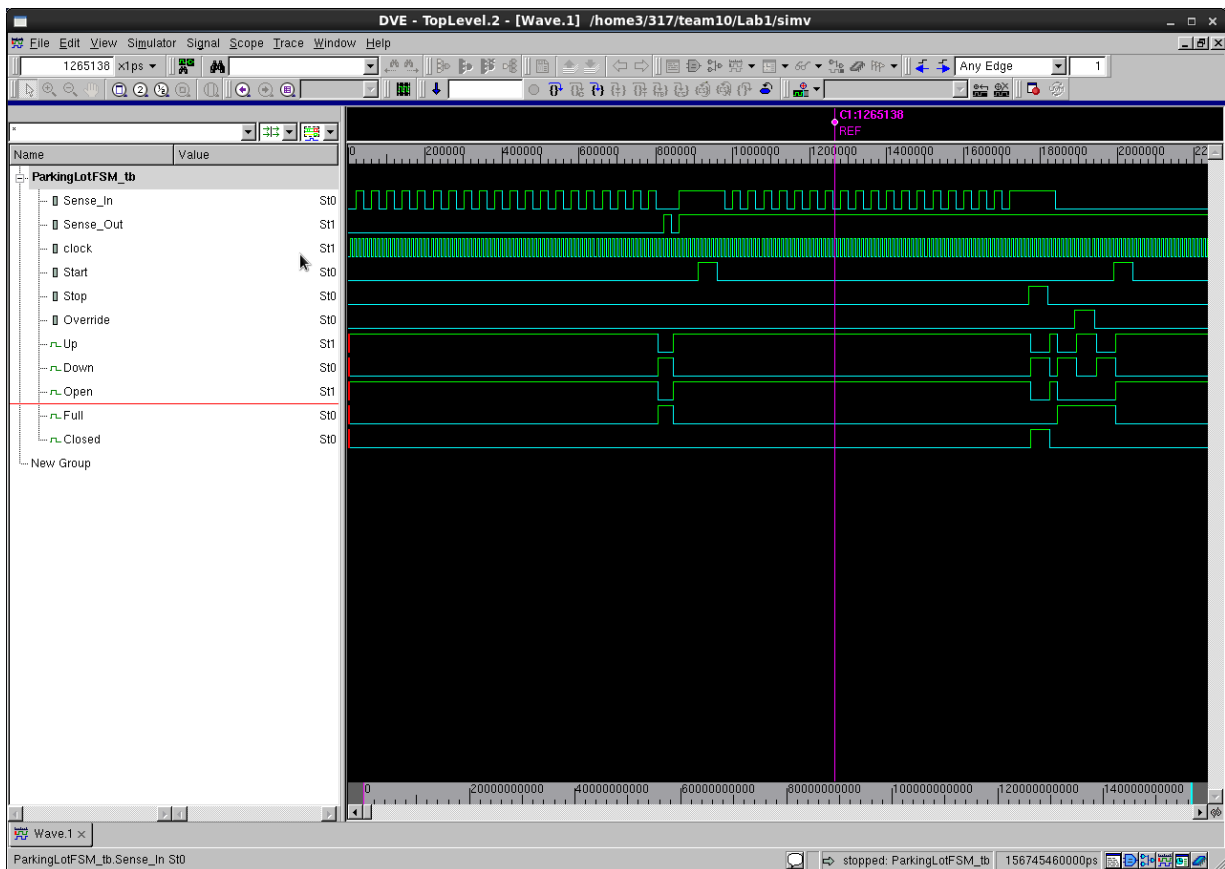 DVE - TopLevel.2 - [Wave.1] /home3/317/team10/Lab1/simv
File Edit View Simulator Signal Scope Trace Window Help
1265138 x1ps Any Edge 1
C1:1265138
REF
*
Name Value
0 200000 400000 600000 800000 1000000 1200000 1400000 1600000 1800000 2000000 22
ParkingLotFSM_tb
Sense_In St0
Sense_Out St1
clock St1
Start St0
Stop St0
Override St0
Up St1
Down St0
Open St1
Full St0
Closed St0
New Group
0 20000000000 40000000000 60000000000 80000000000 100000000000 120000000000 140000000000
Wave.1
ParkingLotFSM_tb.Sense_In St0 stopped: ParkingLotFSM_tb 156745460000ps